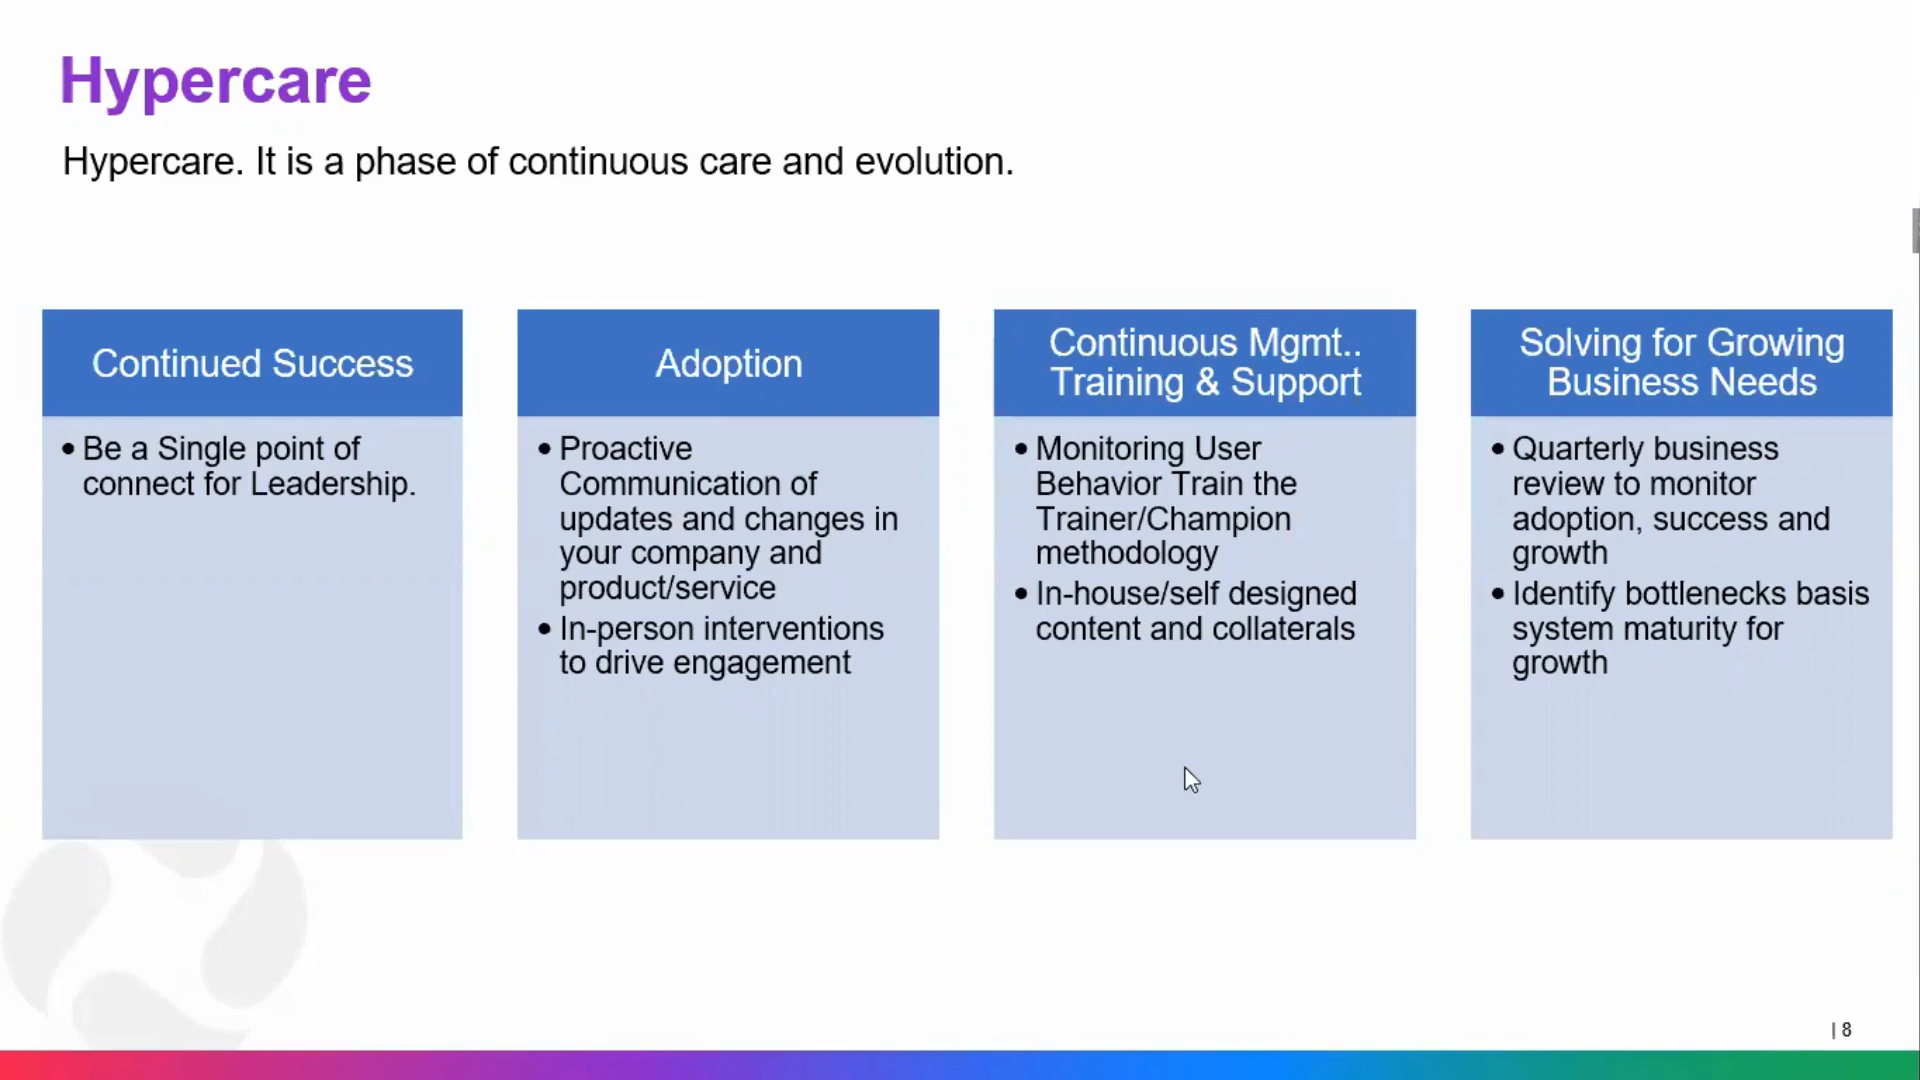 Hypercare
Hypercare. It is a phase of continuous care and evolution.
Continued Success
• Be a Single point of
connect for Leadership.
Adoption
• Proactive
Communication of
updates and changes in
your company and
product/service
• In-person interventions
to drive engagement
Continuous Mgmt..
Training & Support
• Monitoring User
Behavior Train the
Trainer/Champion
methodology
• In-house/self designed
content and collaterals
Solving for Growing
Business Needs
• Quarterly business
review to monitor
adoption, success and
growth
• Identify bottlenecks basis
system maturity for
growth
| 8